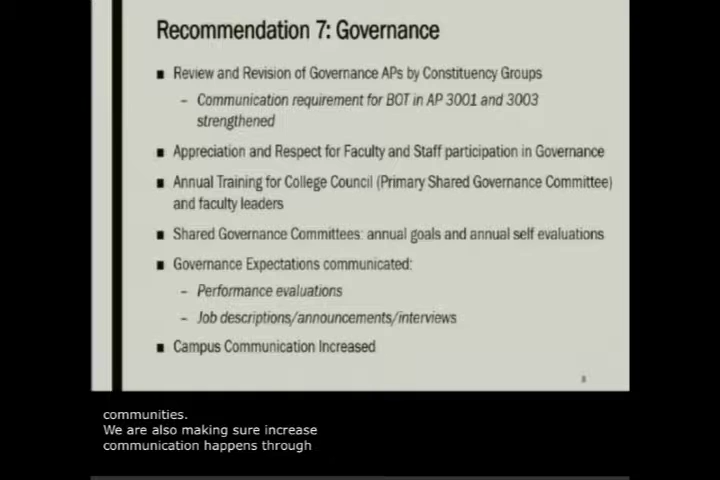 Recommendation 7: Governance
■ Review and Revision of Governance APs by Constituency Groups
– Communication requirement for BOT in AP 3001 and 3003
strengthened
■ Appreciation and Respect for Faculty and Staff participation in Governance
■ Annual Training for College Council (Primary Shared Governance Committee)
and faculty leaders
■ Shared Governance Committees: annual goals and annual self evaluations
■ Governance Expectations communicated:
– Performance evaluations
– Job descriptions/announcements/interviews
■ Campus Communication Increased
communities.
We are also making sure increase
communication happens through